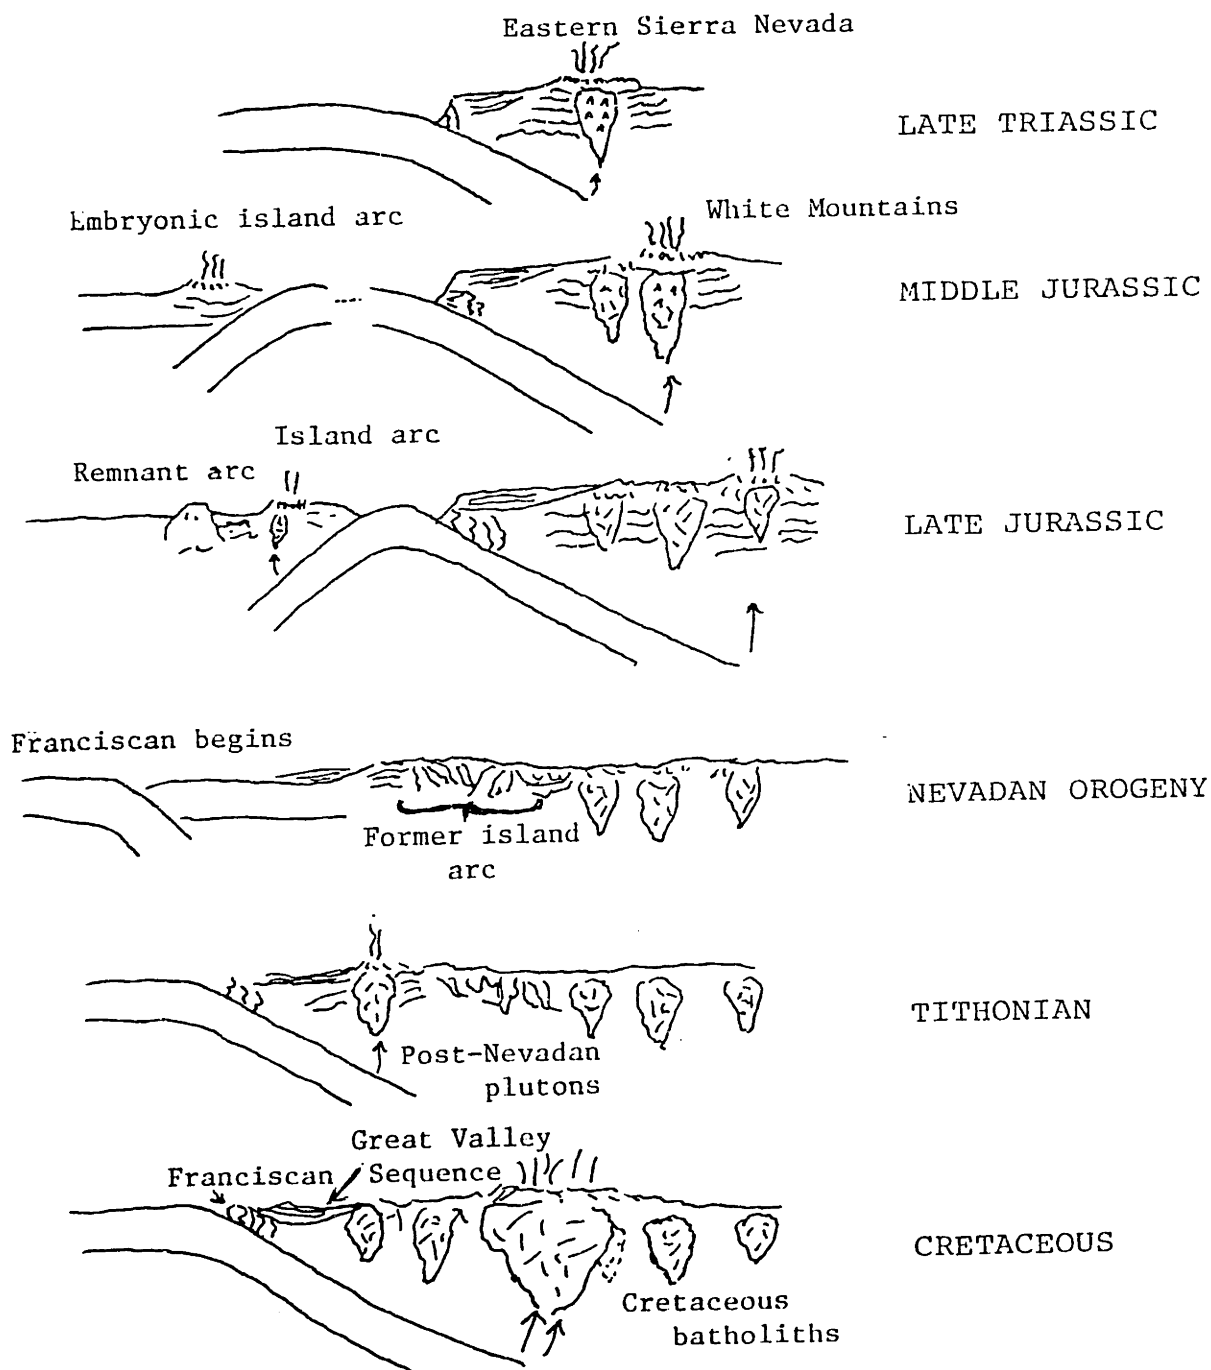 Eastern Sierra Nevada
LATE TRIASSIC
Embryonic island arc
White Mountains
MIDDLE JURASSIC
Island arc
Remnant arc
LATE JURASSIC
Franciscan begins
NEVADAN OROGENY
Former island
arc
TITHONIAN
Post-Nevadan
plutons
Great Valley
Sequence
Franciscan
CRETACEOUS
Cretaceous
batholiths